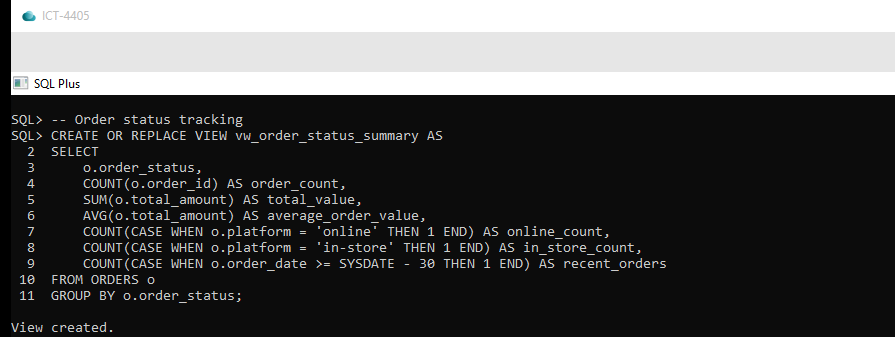 ICT-4405
SQL Plus
SQL> -- Order status tracking
SQL> CREATE OR REPLACE VIEW vw_order_status_summary AS
  2  SELECT
  3      o.order_status,
  4      COUNT(o.order_id) AS order_count,
  5      SUM(o.total_amount) AS total_value,
  6      AVG(o.total_amount) AS average_order_value,
  7      COUNT(CASE WHEN o.platform = 'online' THEN 1 END) AS online_count,
  8      COUNT(CASE WHEN o.platform = 'in-store' THEN 1 END) AS in_store_count,
  9      COUNT(CASE WHEN o.order_date >= SYSDATE - 30 THEN 1 END) AS recent_orders
 10  FROM ORDERS o
 11  GROUP BY o.order_status;
View created.